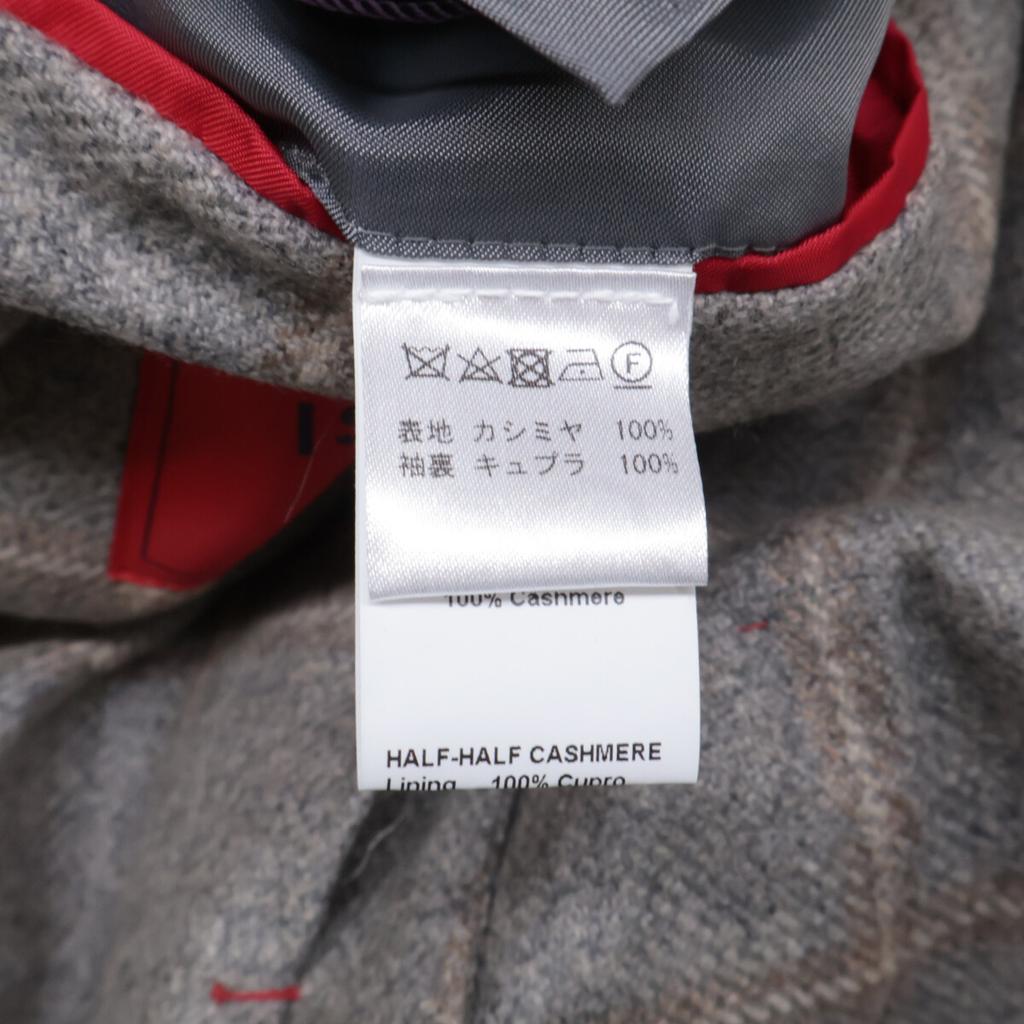 F
表地 カシミヤ 100%
袖裏 キュプラ 100%
100% Cashmere
HALF-HALF CASHMERE
Lining 100% Cupro